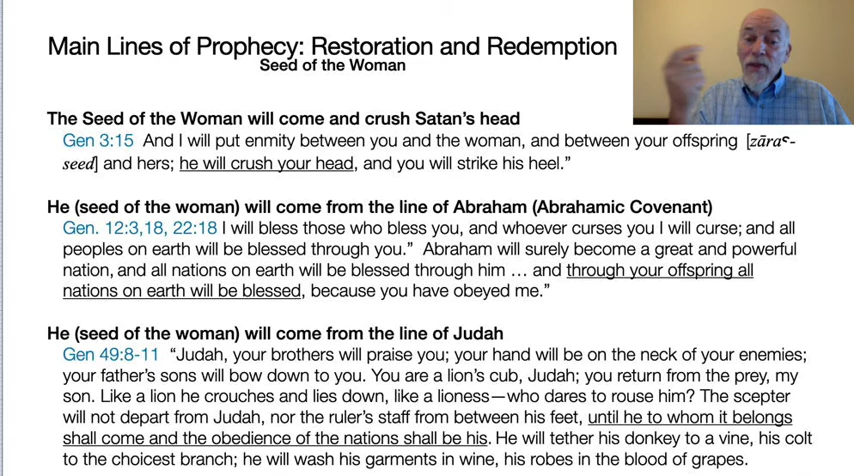 Main Lines of Prophecy: Restoration and Redemption
Seed of the Woman
The Seed of the Woman will come and crush Satan's head
Gen 3:15 And I will put enmity between you and the woman, and between your offspring [zāraʿ-
seed] and hers; he will crush your head, and you will strike his heel.”
He (seed of the woman) will come from the line of Abraham (Abrahamic Covenant)
Gen. 12:3,18, 22:18 I will bless those who bless you, and whoever curses you I will curse; and all
peoples on earth will be blessed through you.” Abraham will surely become a great and powerful
nation, and all nations on earth will be blessed through him … and through your offspring all
nations on earth will be blessed, because you have obeyed me.”
He (seed of the woman) will come from the line of Judah
Gen 49:8-11 “Judah, your brothers will praise you; your hand will be on the neck of your enemies;
your father's sons will bow down to you. You are a lion's cub, Judah; you return from the prey, my
son. Like a lion he crouches and lies down, like a lioness—who dares to rouse him? The scepter
will not depart from Judah, nor the ruler's staff from between his feet, until he to whom it belongs
shall come and the obedience of the nations shall be his. He will tether his donkey to a vine, his colt
to the choicest branch; he will wash his garments in wine, his robes in the blood of grapes.